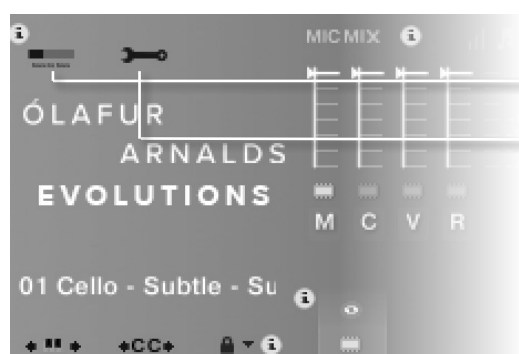 MIC MIX
ÓLAFUR
ARNALDS
EVOLUTIONS
M C V R
01 Cello - Subtle - Su
CC